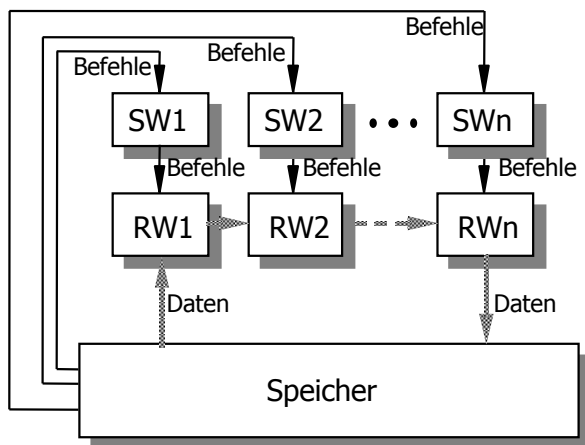 Befehle
Befehle Befehle
SW1 SW2 ••• SWn
Befehle Befehle Befehle
RW1 RW2 RWn
Daten Daten
Speicher